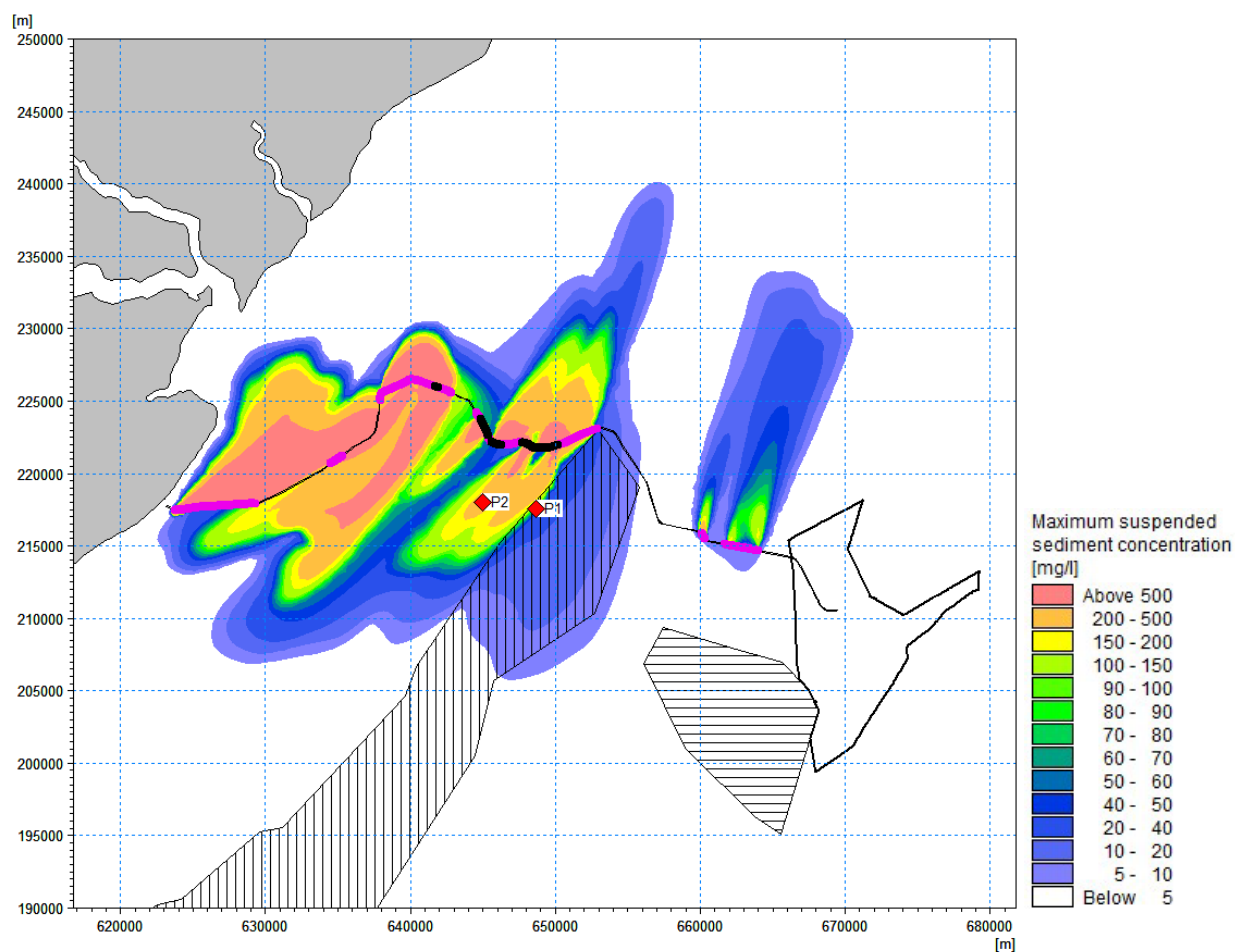 [m]
250000
245000
240000
235000
230000
225000
220000
215000
210000
205000
200000
195000
190000
620000 630000 640000 650000 660000 670000 680000
[m]
P2
P1
Maximum suspended
sediment concentration
[mg/l]
Above 500
200 - 500
150 - 200
100 - 150
90 - 100
80 - 90
70 - 80
60 - 70
50 - 60
40 - 50
20 - 40
10 - 20
5 - 10
Below 5